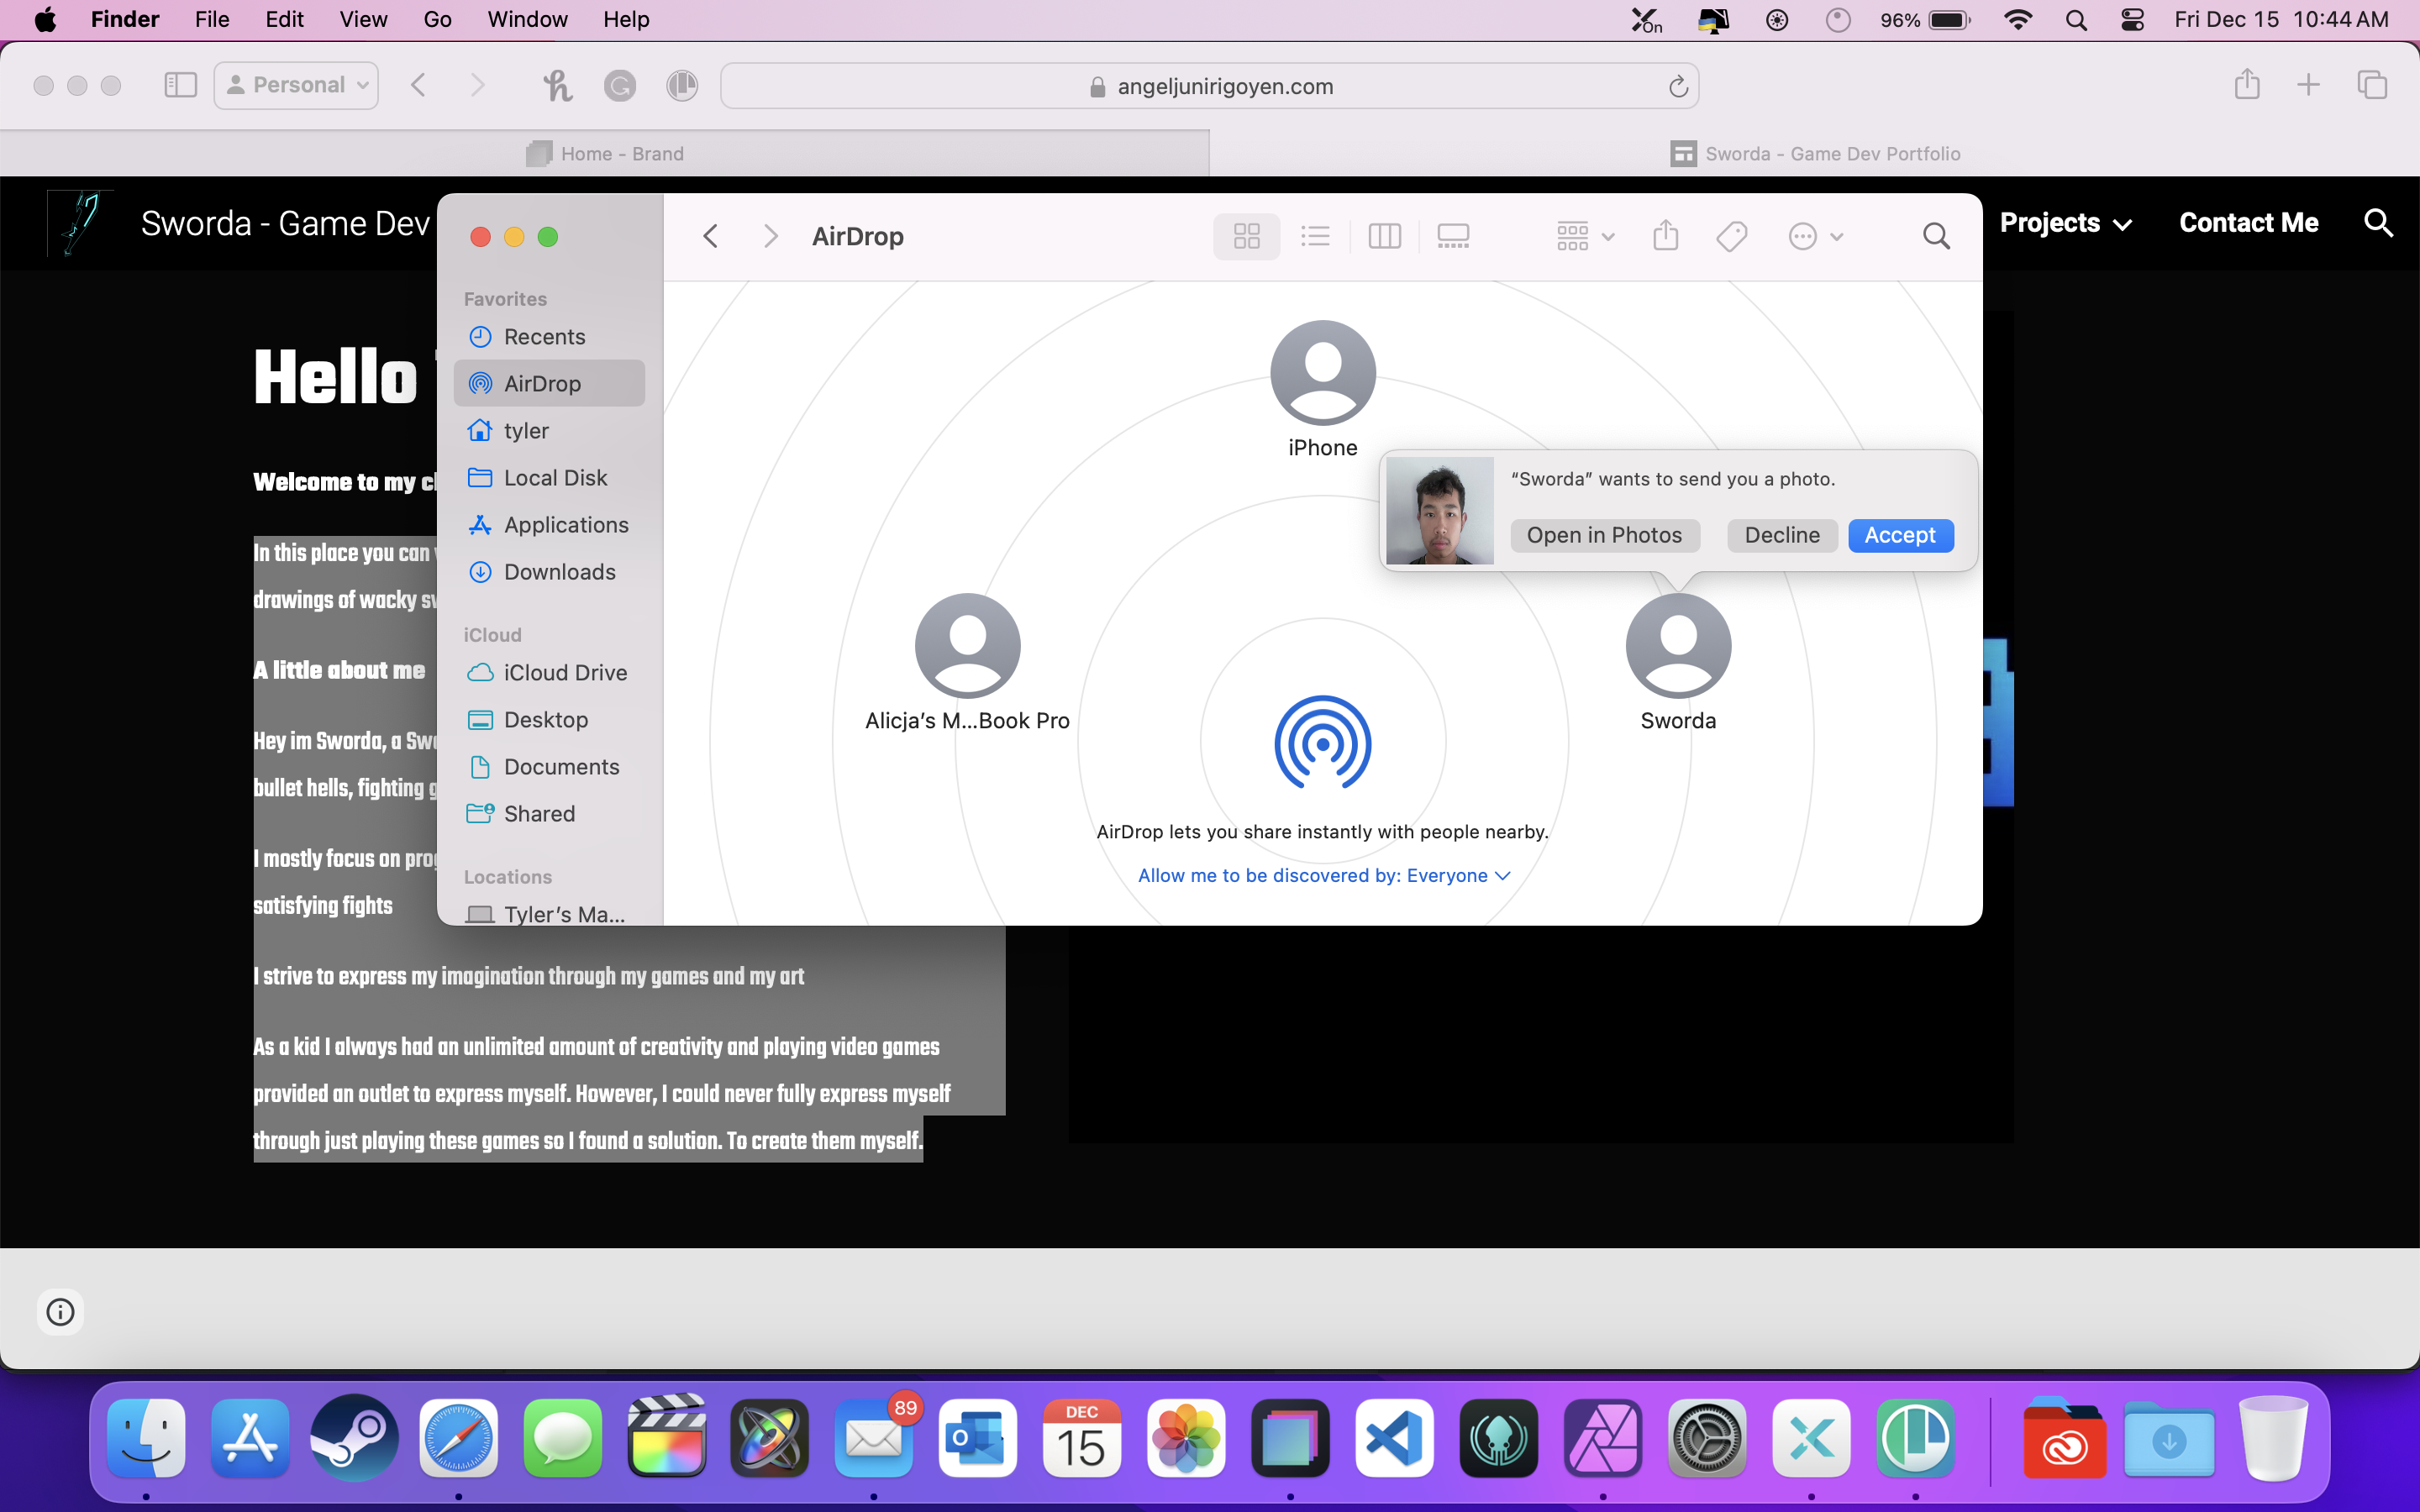 Finder File Edit View Go Window Help
On 96% Fri Dec 15 10:44 AM
Personal angeljunirigoyen.com
Home - Brand Sworda - Game Dev Portfolio
Sworda - Game Dev
Projects Contact Me
AirDrop
Favorites
Recents
AirDrop
tyler
Local Disk
Applications
Downloads
iCloud
iCloud Drive
Desktop
Documents
Shared
Locations
Tyler’s Ma...
iPhone
“Sworda” wants to send you a photo.
Open in Photos Decline Accept
Alicja’s M...Book Pro
Sworda
AirDrop lets you share instantly with people nearby.
Allow me to be discovered by: Everyone
Hello
Welcome to my
In this place you can
drawings of wacky
A little about me
Hey im Sworda, a
bullet hells, fighting
I mostly focus on
satisfying fights
I strive to express my imagination through my games and my art
As a kid I always had an unlimited amount of creativity and playing video games
provided an outlet to express myself. However, I could never fully express myself
through just playing these games so I found a solution. To create them myself.
89
DEC
15